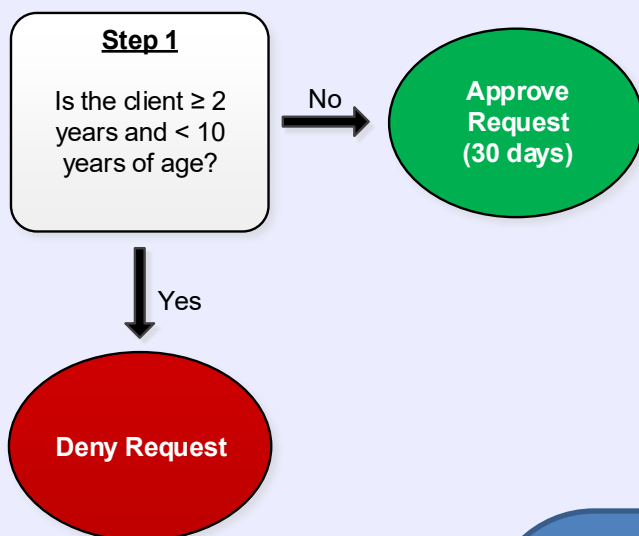 Step 1
Is the client ≥ 2
years and < 10
years of age?
No
Approve
Request
(30 days)
Yes
Deny Request